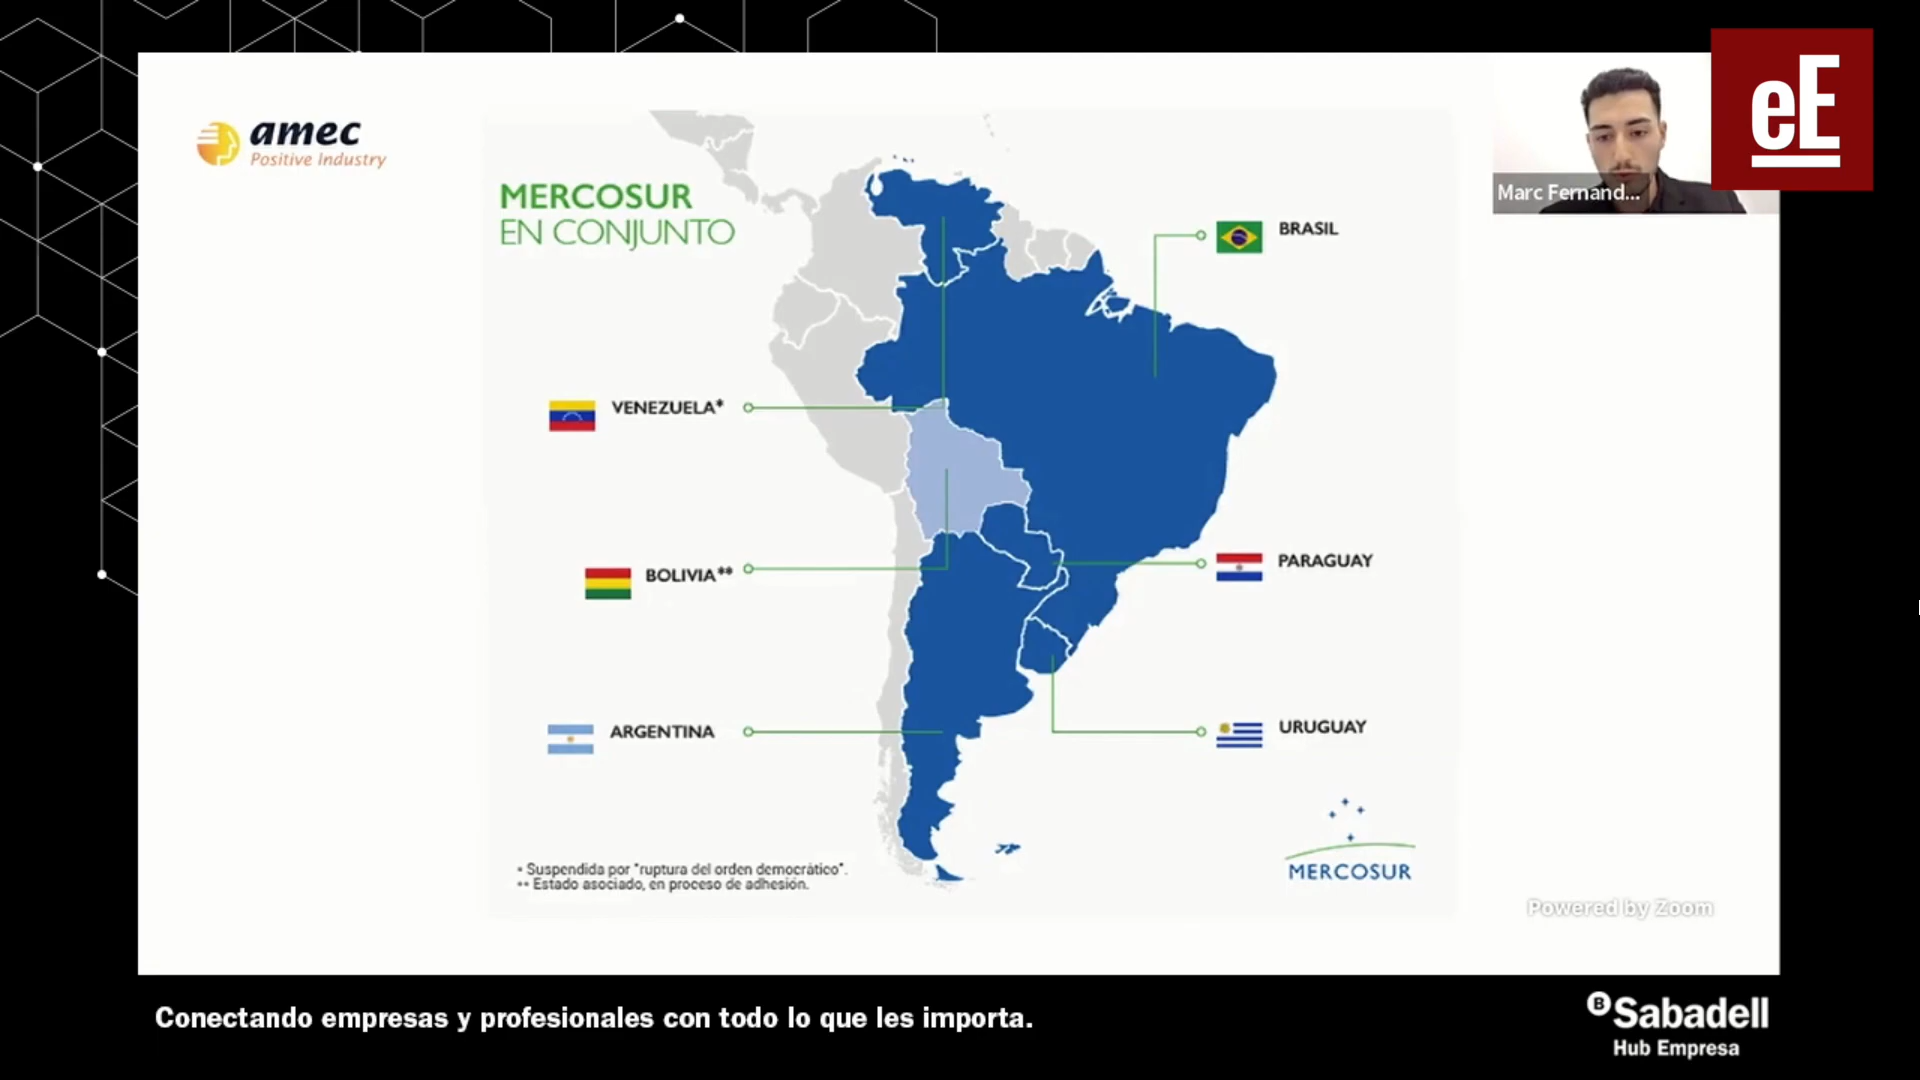 amec
Positive Industry
MERCOSUR
EN CONJUNTO
eE
Marc Fernand...
BRASIL
VENEZUELA*
PARAGUAY
BOLIVIA**
ARGENTINA
URUGUAY
* Suspendida por "ruptura del orden democrático".
** Estado asociado, en proceso de adhesión.
MERCOSUR
Powered by Zoom
Conectando empresas y profesionales con todo lo que les importa.
B Sabadell
Hub Empresa